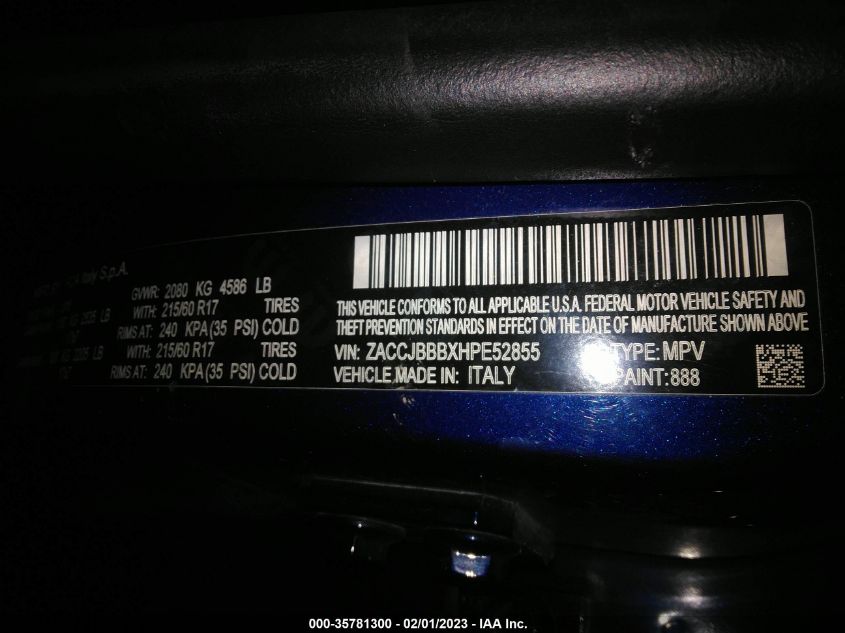 Italy S.p.A.
GVWR: 2080 KG 4586 LB
WITH: 215/60 R17 TIRES
RIMS AT: 240 KPA (35 PSI) COLD
LB
WITH: 215/60 R17 TIRES
LB
RIMS AT: 240 KPA (35 PSI) COLD
THIS VEHICLE CONFORMS TO ALL APPLICABLE U.S.A. FEDERAL MOTOR VEHICLE SAFETY AND
THEFT PREVENTION STANDARDS IN EFFECT ON THE DATE OF MANUFACTURE SHOWN ABOVE
VIN: ZACCJBBBXHPE52855 TYPE: MPV
VEHICLE MADE IN: ITALY PAINT: 888
000-35781300 - 02/01/2023 - IAA Inc.